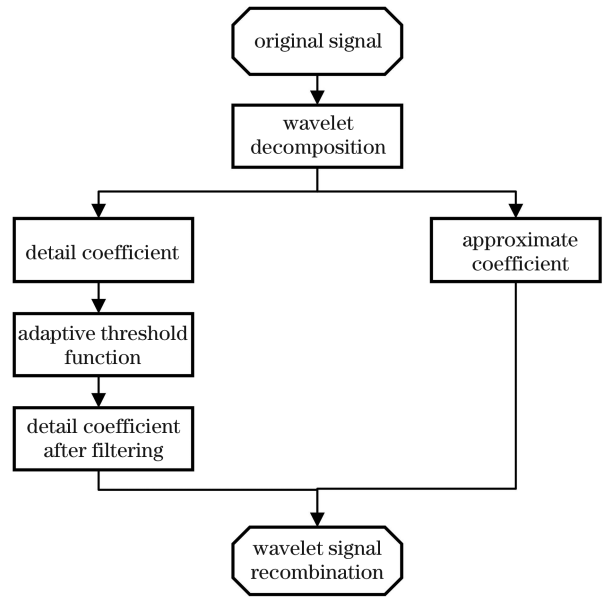 original signal
wavelet
decomposition
detail coefficient
approximate
coefficient
adaptive threshold
function
detail coefficient
after filtering
wavelet signal
recombination